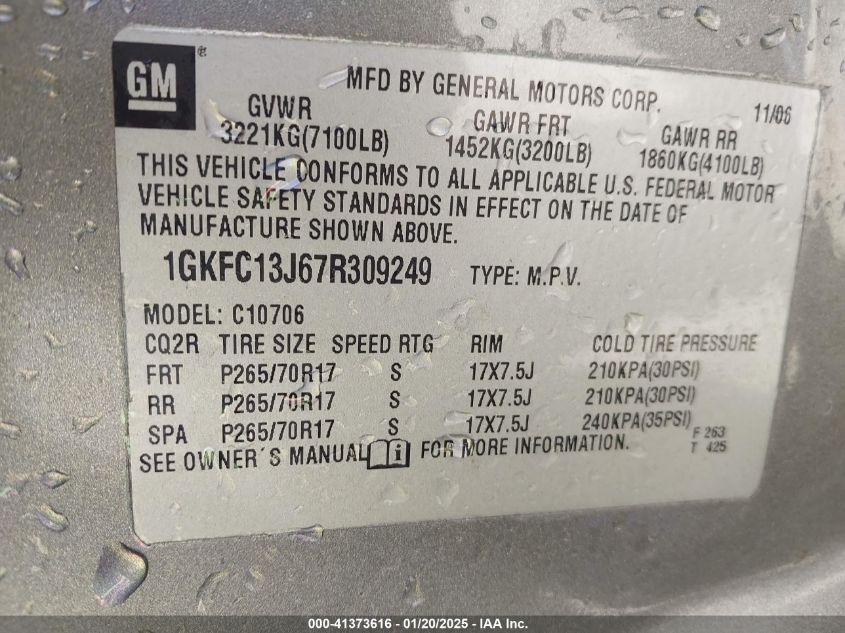 GM®
MFD BY GENERAL MOTORS CORP.
11/06
GVWR GAWR FRT GAWR RR
3221KG(7100LB) 1452KG(3200LB) 1860KG(4100LB)
THIS VEHICLE CONFORMS TO ALL APPLICABLE U.S. FEDERAL MOTOR
VEHICLE SAFETY STANDARDS IN EFFECT ON THE DATE OF
MANUFACTURE SHOWN ABOVE.
1GKFC13J67R309249 TYPE: M.P.V.
MODEL: C10706
CQ2R TIRE SIZE SPEED RTG RIM COLD TIRE PRESSURE
FRT P265/70R17 S 17X7.5J 210KPA(30PSI)
RR P265/70R17 S 17X7.5J 210KPA(30PSI)
SPA P265/70R17 S 17X7.5J 240KPA(35PSI)
F 263
T 425
SEE OWNER'S MANUAL i FOR MORE INFORMATION.
000-41373616 - 01/20/2025 - IAA Inc.